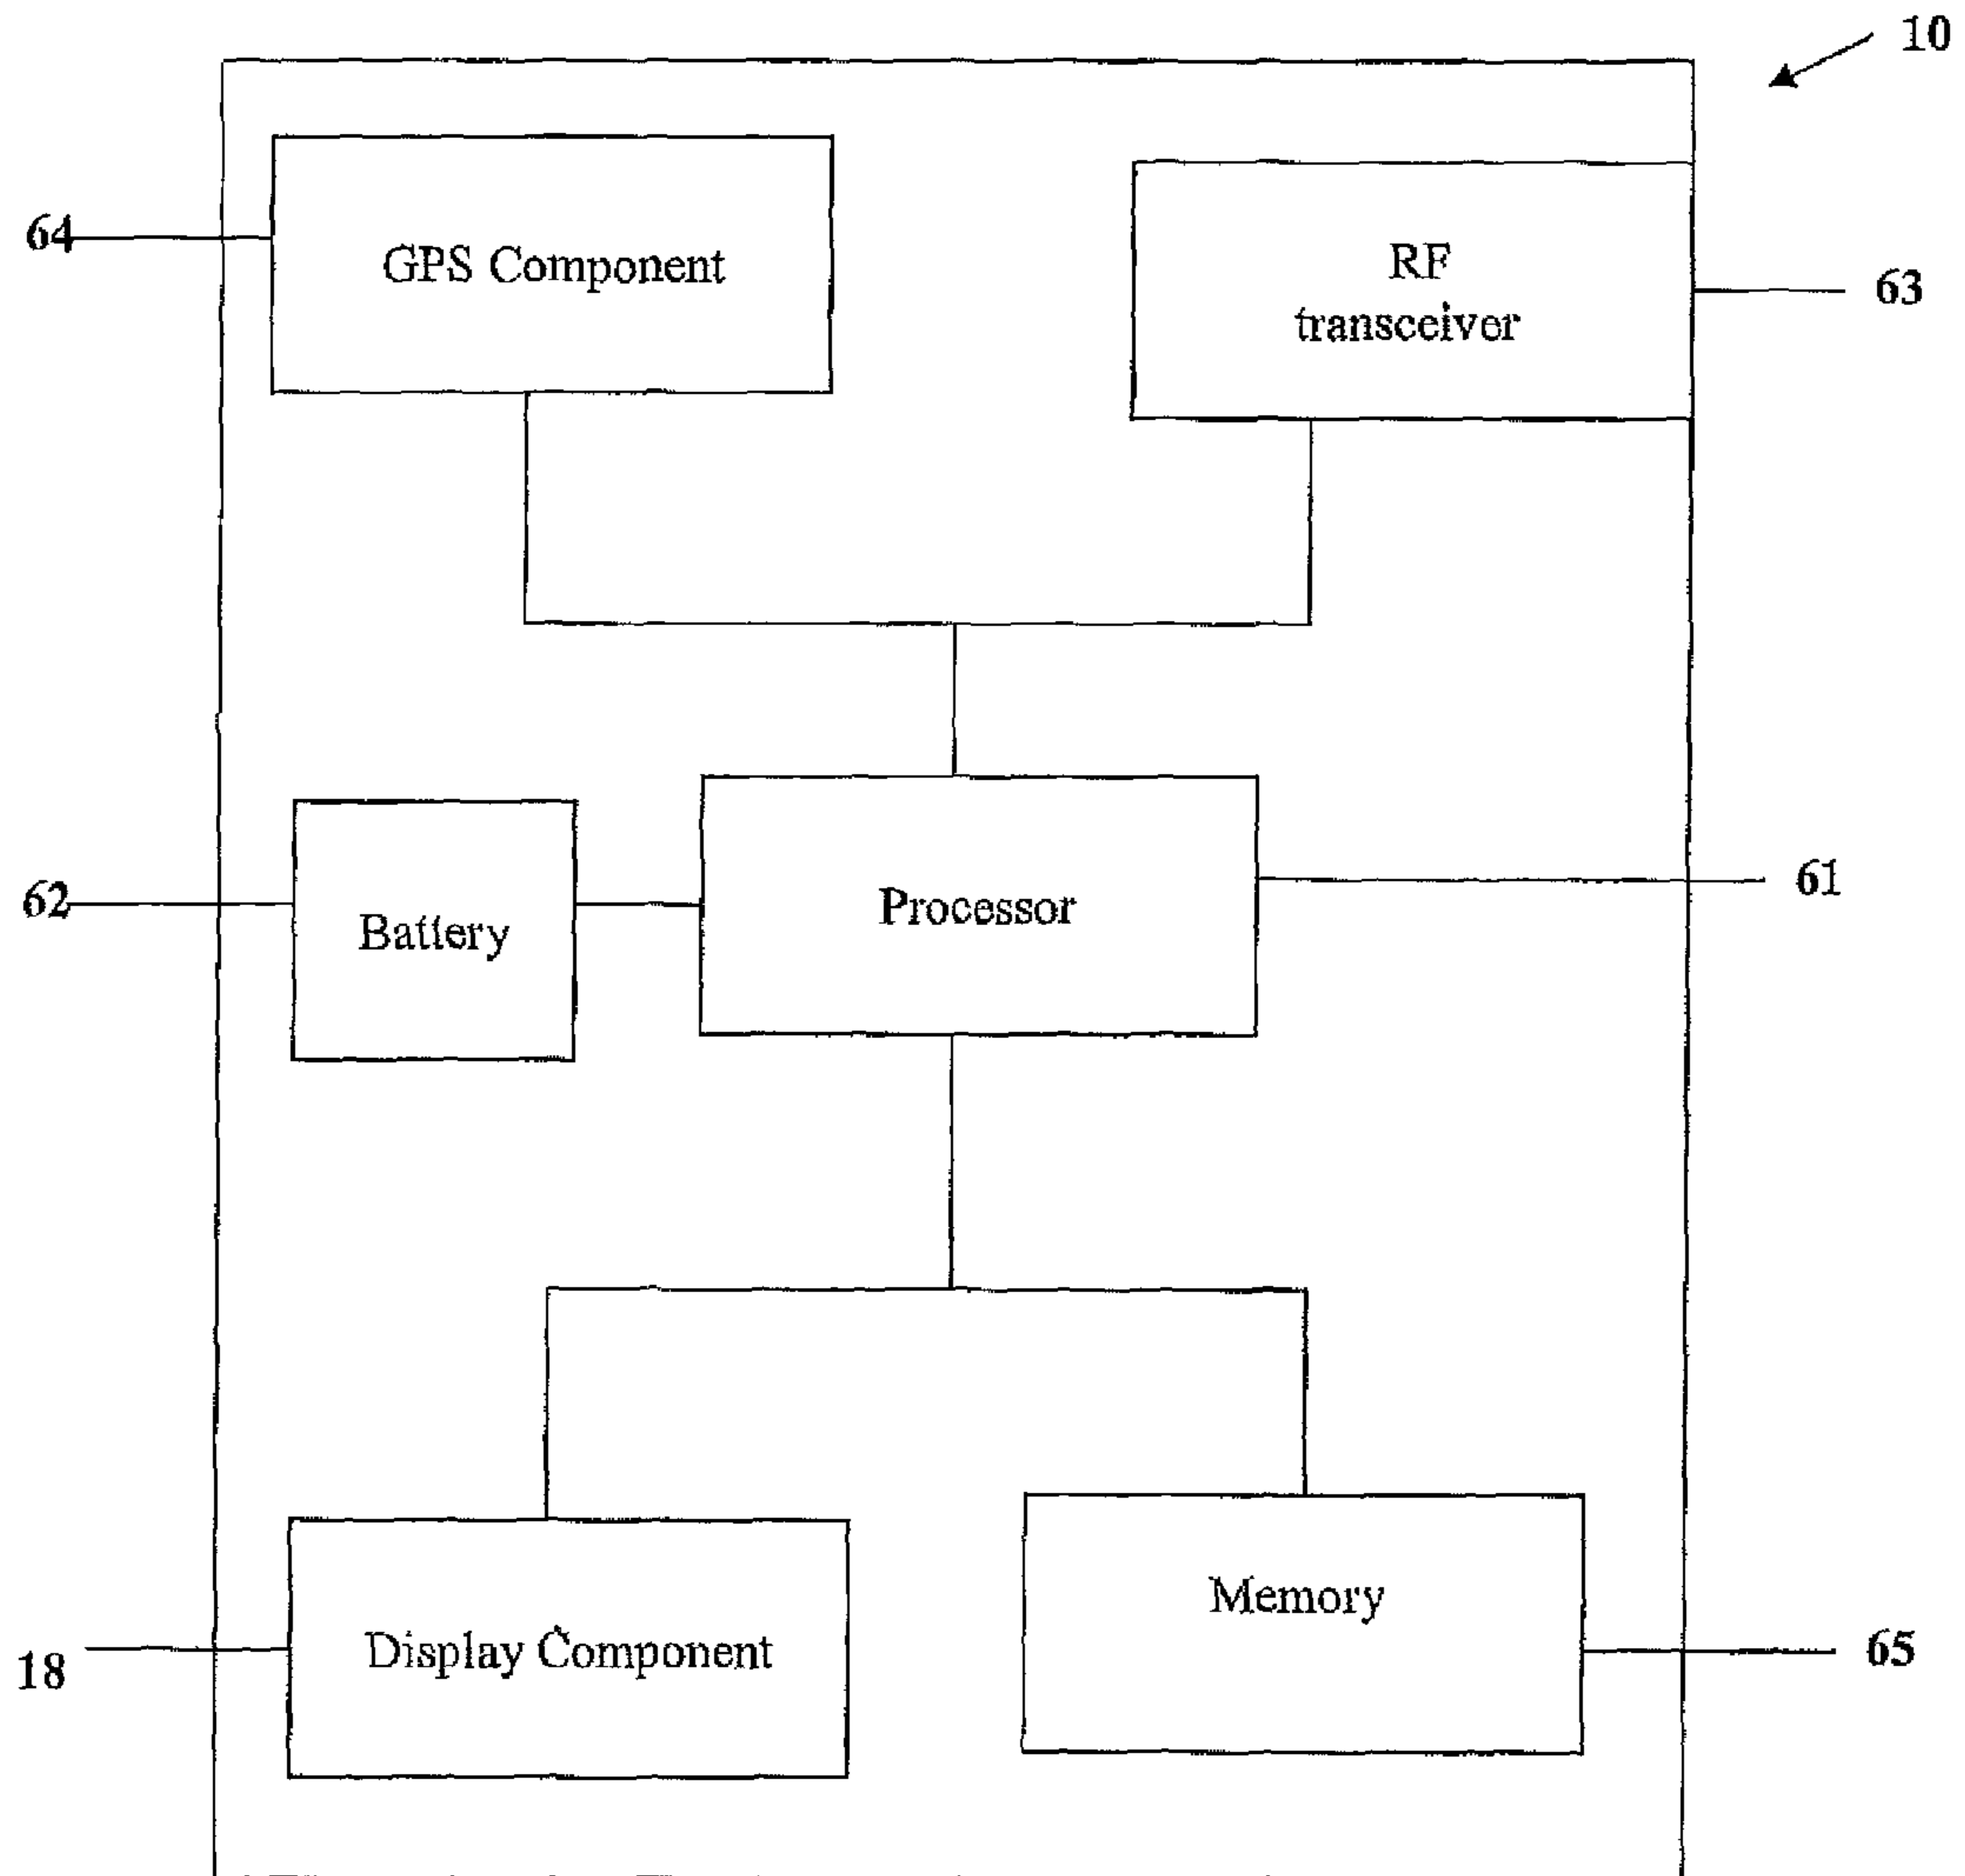 10
64
GPS Component
RF
transceiver
63
62
Battery
Processor
61
18
Display Component
Memory
65